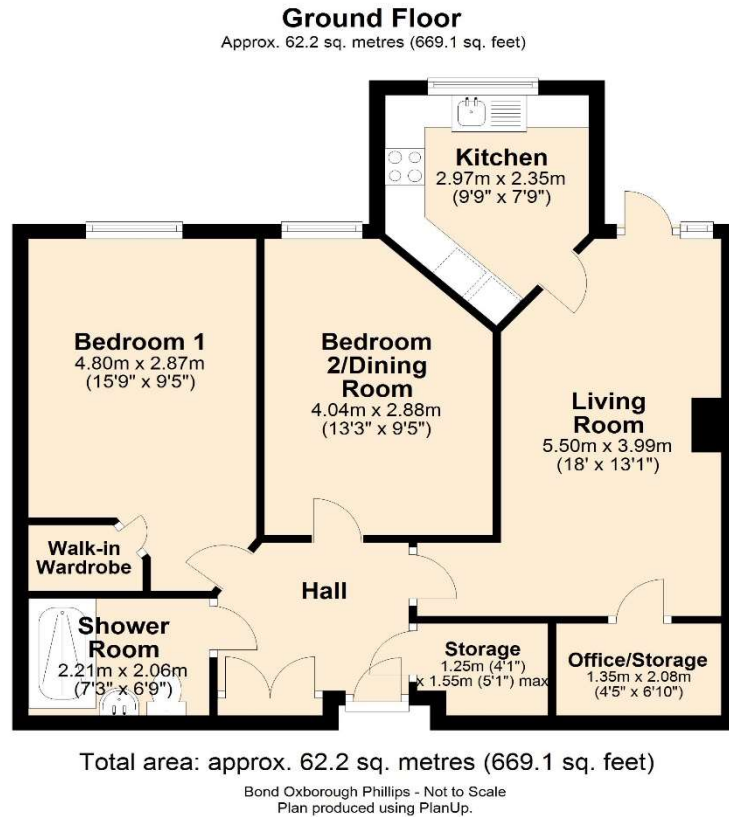 Ground Floor
Approx. 62.2 sq. metres (669.1 sq. feet)
Kitchen
2.97m x 2.35m
(9'9" x 7'9")
Bedroom 1
4.80m x 2.87m
(15'9" x 9'5")
Bedroom
2/Dining
Room
4.04m x 2.88m
(13'3" x 9'5")
Living
Room
5.50m x 3.99m
(18' x 13'1")
Walk-in
Wardrobe
Hall
Shower
Room
2.21m x 2.06m
(7'3" x 6'9")
Storage
1.25m (4'1")
x 1.55m (5'1") max
Office/Storage
1.35m x 2.08m
(4'5" x 6'10")
Total area: approx. 62.2 sq. metres (669.1 sq. feet)
Bond Oxborough Phillips - Not to Scale
Plan produced using PlanUp.